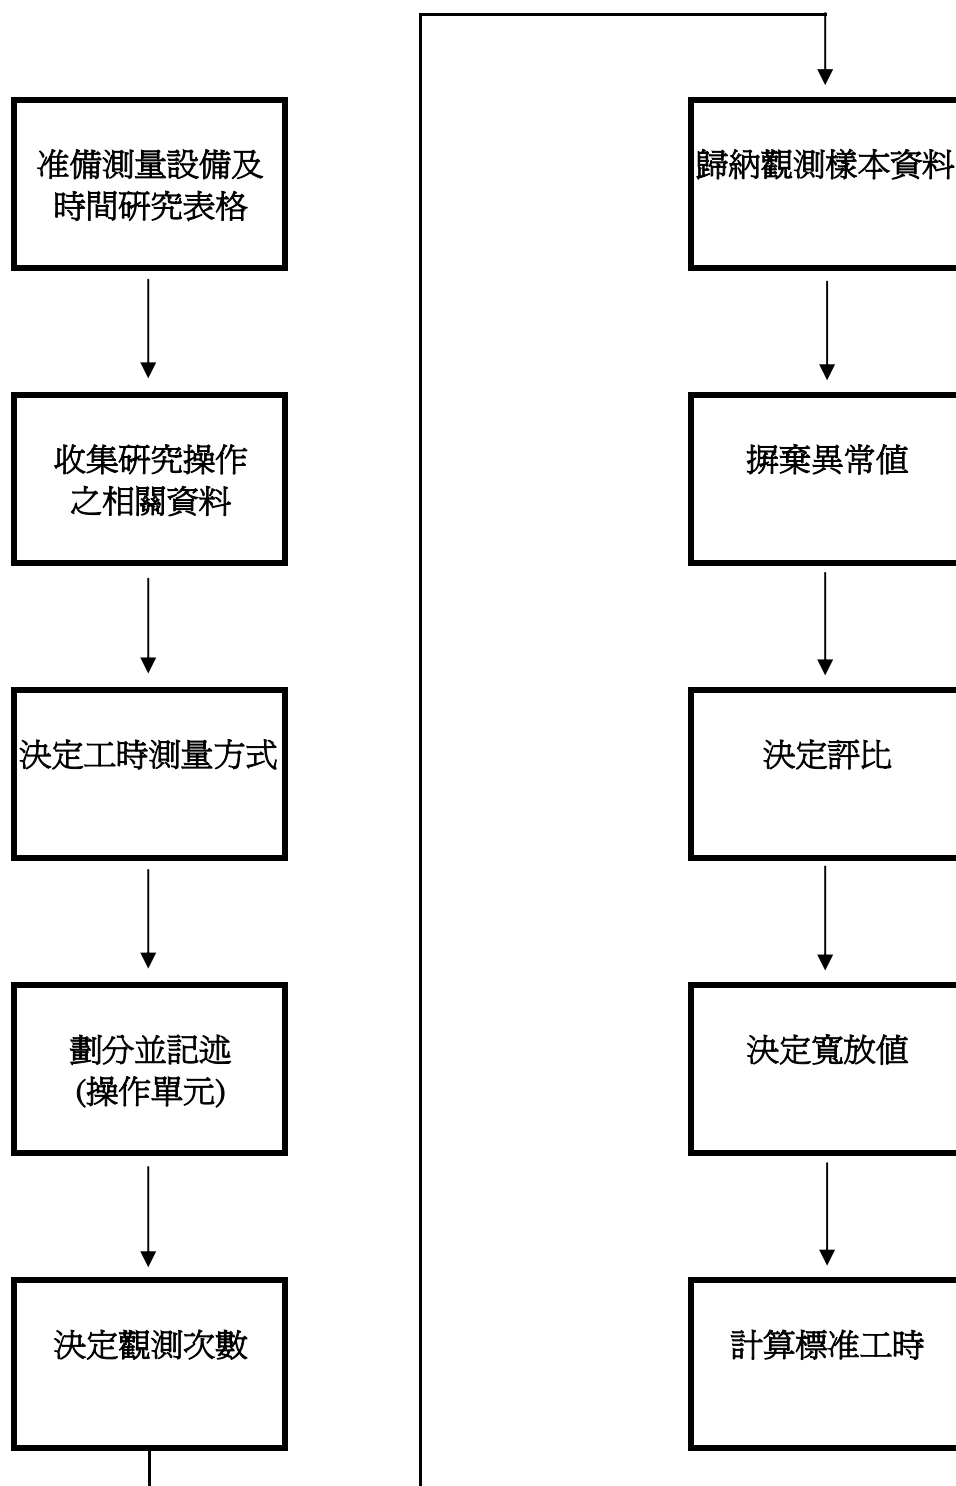 准備測量設備及
時間研究表格
收集研究操作
之相關資料
決定工時測量方式
劃分並記述
(操作單元)
決定觀測次數
歸納觀測樣本資料
摒棄異常值
決定評比
決定寬放值
計算標准工時